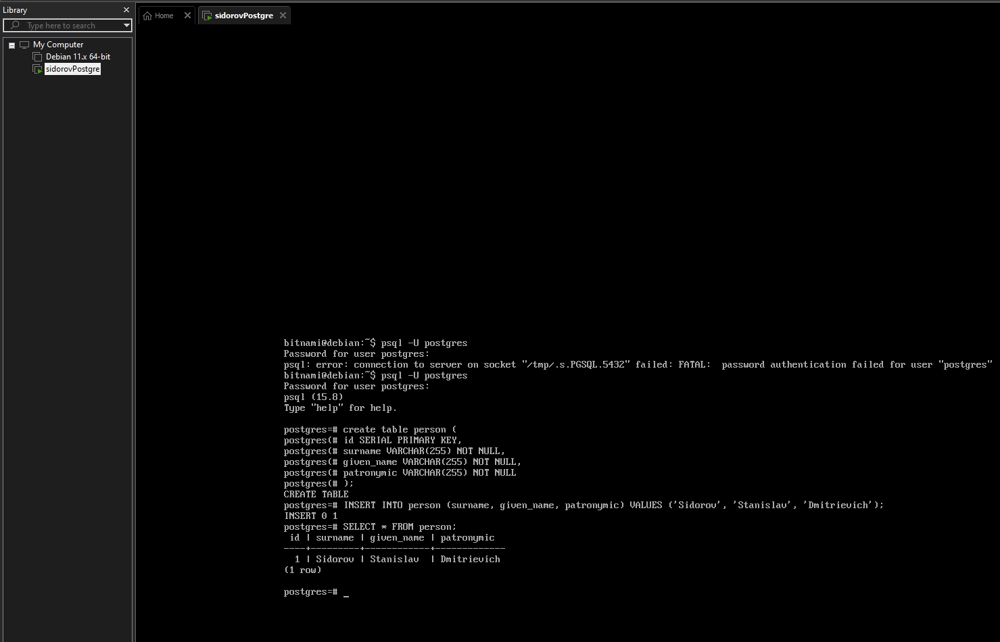 Library
Type here to search
My Computer
Debian 11.x 64-bit
sidorovPostgre
Home
sidorovPostgre
bitnami@debian:~$ psql -U postgres
Password for user postgres:
psql: error: connection to server on socket "/tmp/.s.PGSQL.5432" failed: FATAL:  password authentication failed for user "postgres"
bitnami@debian:~$ psql -U postgres
Password for user postgres:
psql (15.8)
Type "help" for help.
postgres=# create table person (
postgres(# id SERIAL PRIMARY KEY,
postgres(# surname VARCHAR(255) NOT NULL,
postgres(# given_name VARCHAR(255) NOT NULL,
postgres(# patronymic VARCHAR(255) NOT NULL
postgres(# );
CREATE TABLE
postgres=# INSERT INTO person (surname, given_name, patronymic) VALUES ('Sidorov', 'Stanislav', 'Dmitrievich');
INSERT 0 1
postgres=# SELECT * FROM person;
 id | surname | given_name | patronymic
----+---------+------------+-------------
  1 | Sidorov | Stanislav  | Dmitrievich
(1 row)
postgres=# _